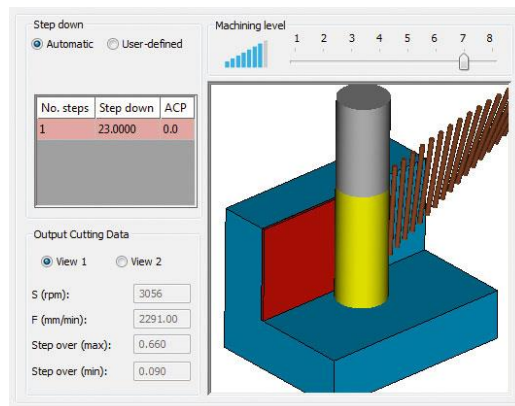 Step down
Automatic User-defined
No. steps Step down ACP
1 23.0000 0.0
Output Cutting Data
View 1 View 2
S (rpm): 3056
F (mm/min): 2291.00
Step over (max): 0.660
Step over (min): 0.090
Machining level
1 2 3 4 5 6 7 8